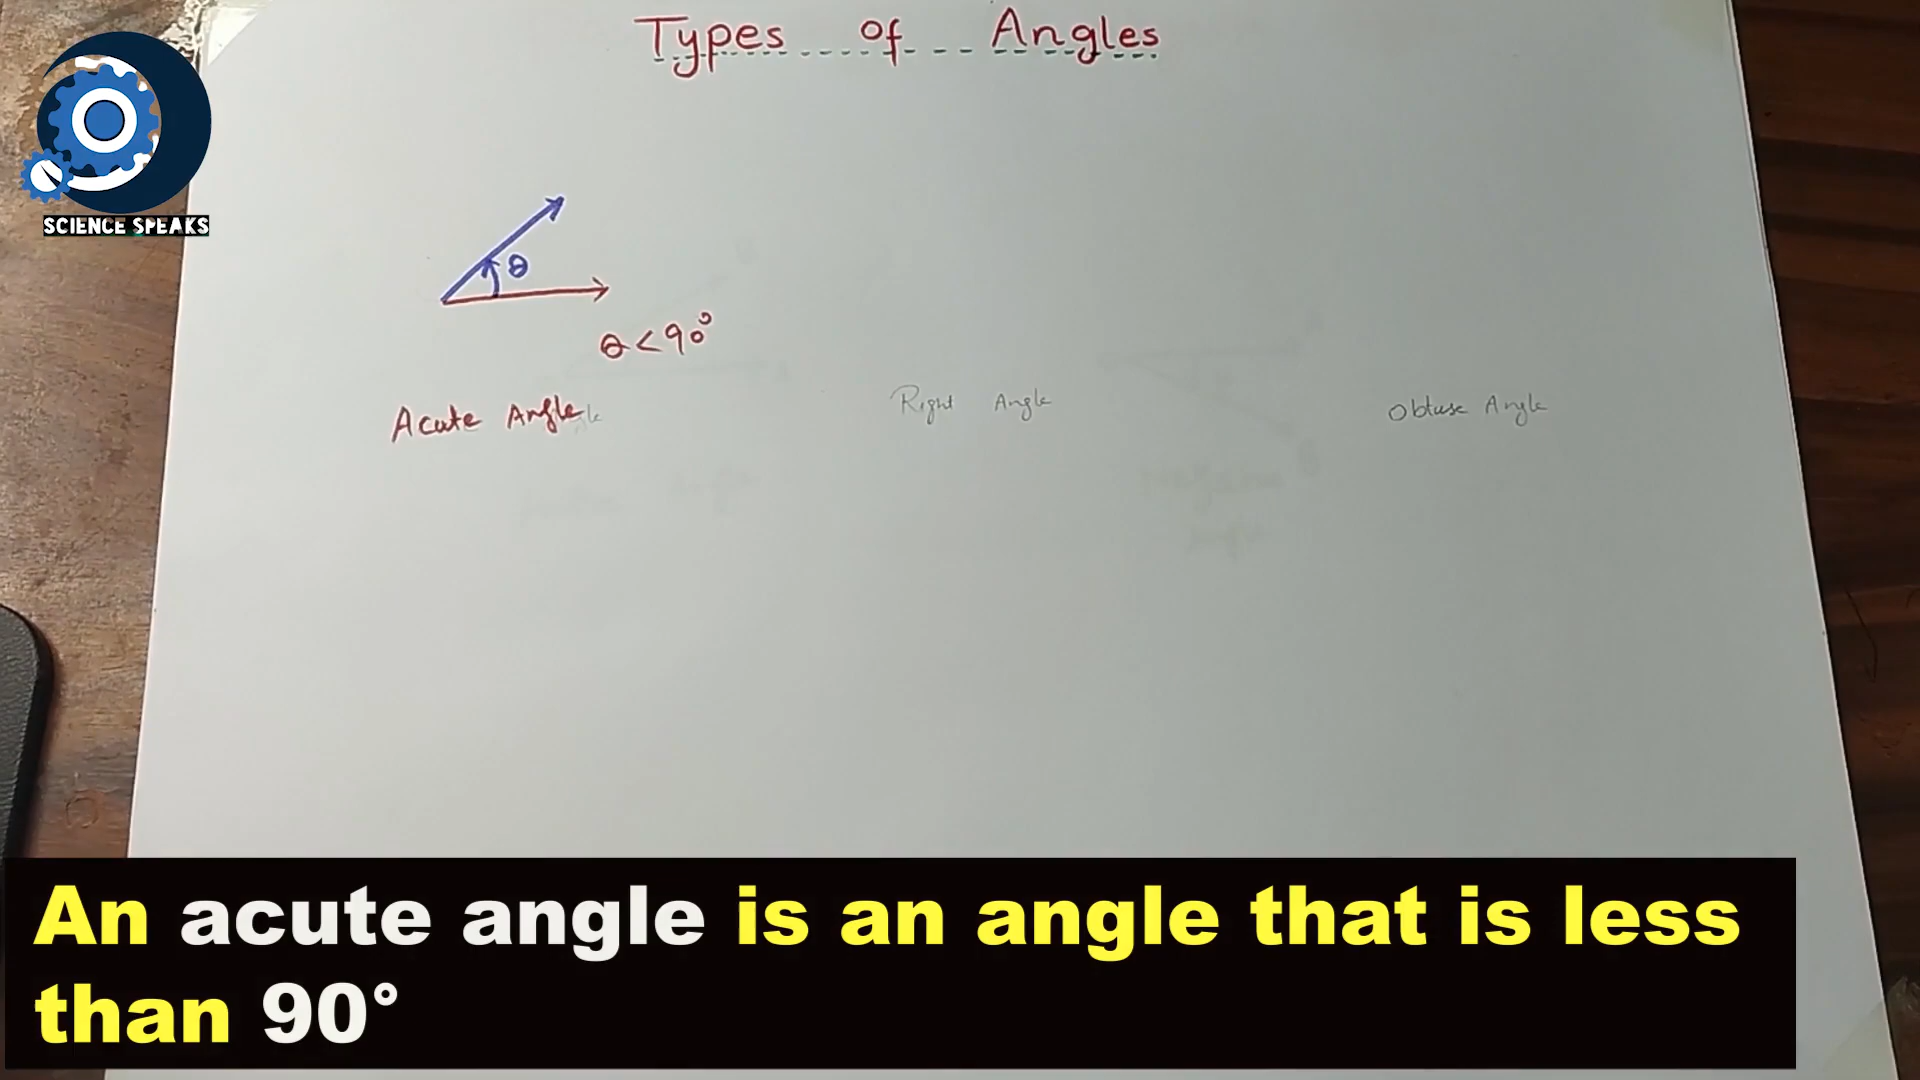 Types of Angles
SCIENCE SPEAKS
θ
θ < 90°
Acute Angle
Right Angle
Obtuse Angle
An acute angle is an angle that is less
than 90°